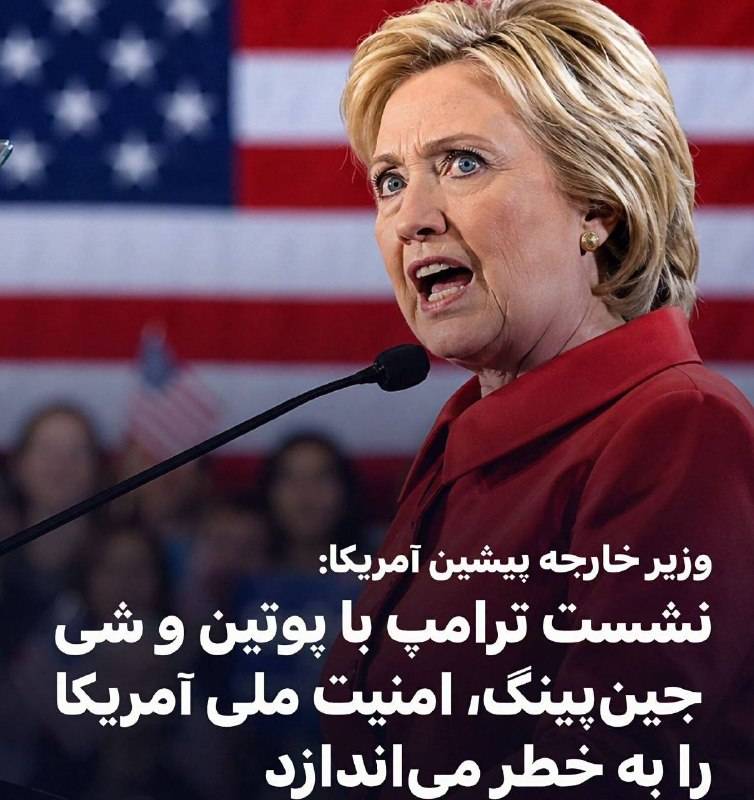 وزیر خارجه پیشین آمریکا:
نشست ترامپ با پوتین و شی
جین‌پینگ، امنیت ملی آمریکا
را به خطر می‌اندازد